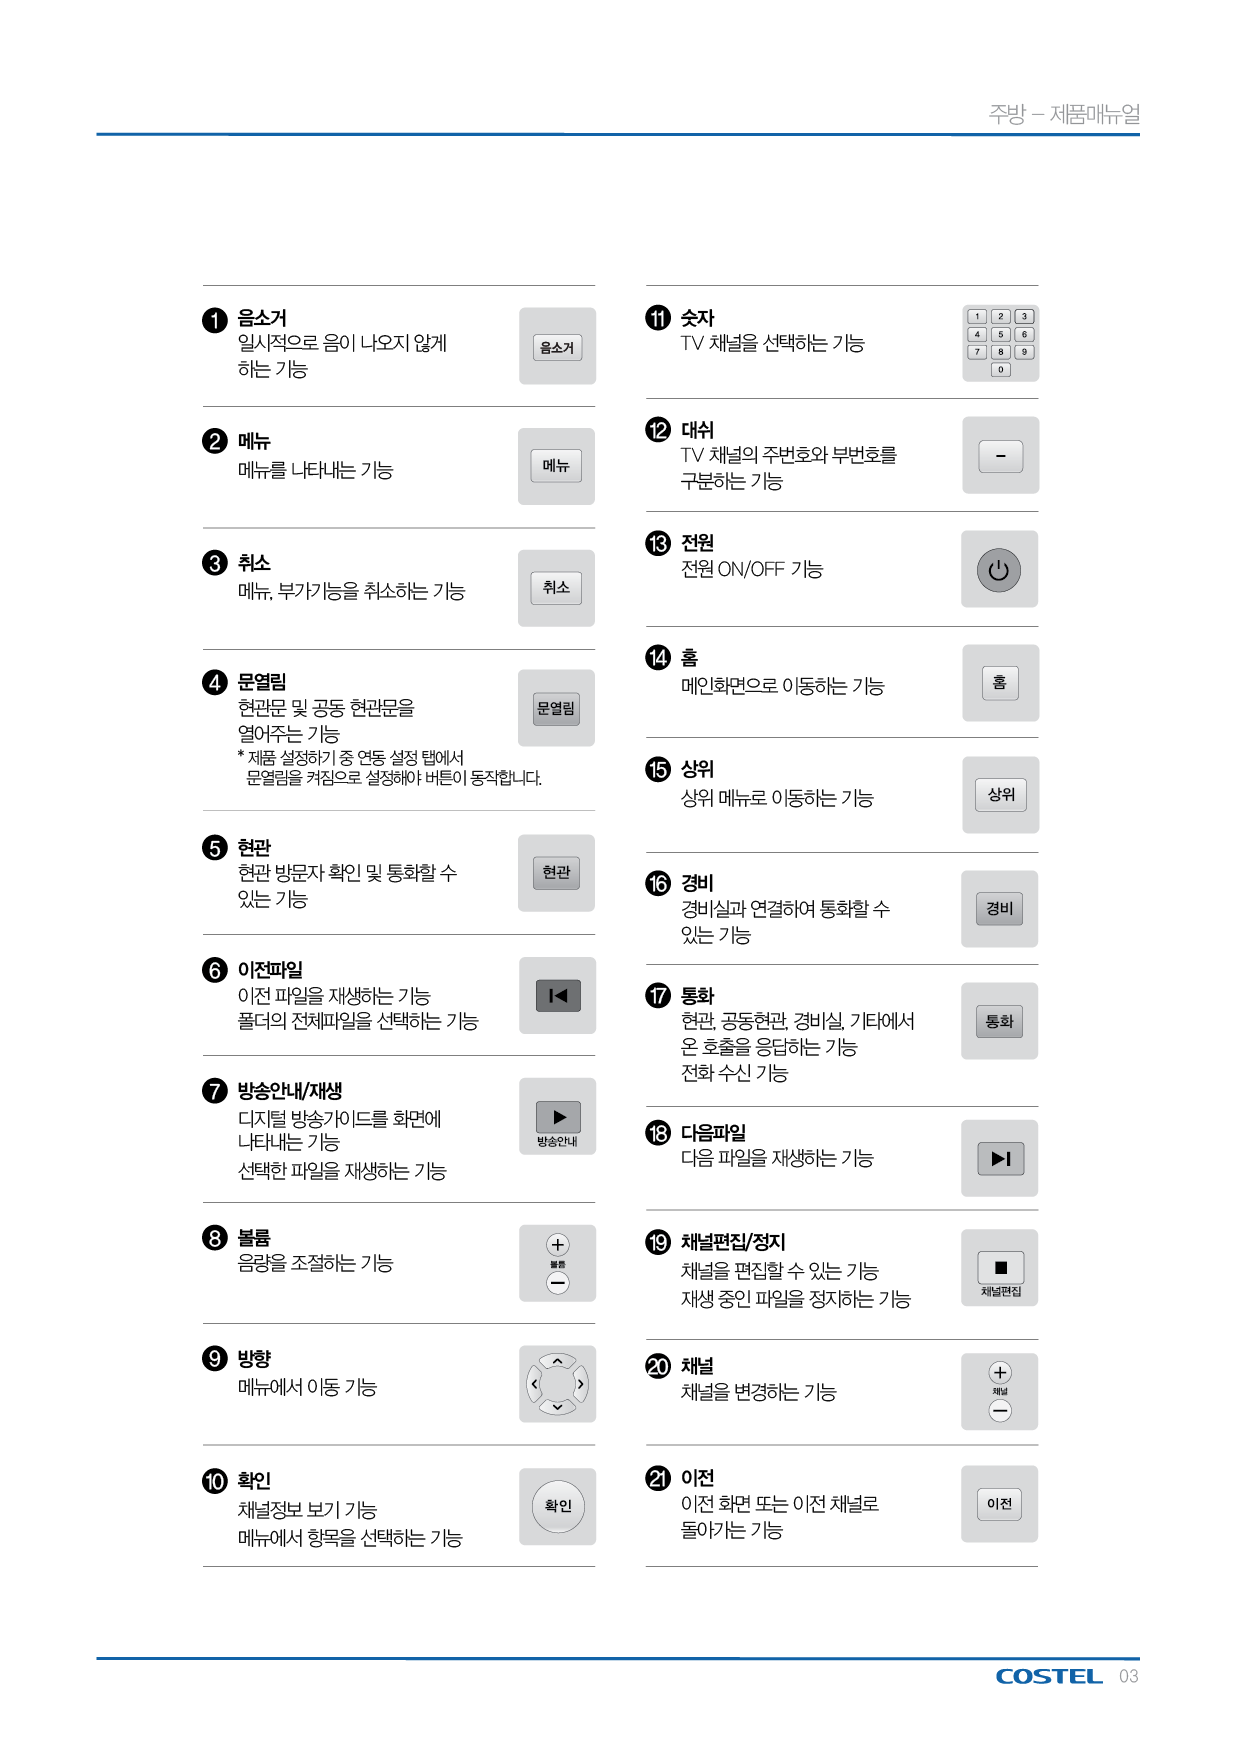 주방 – 제품매뉴얼
1 음소거
일시적으로 음이 나오지 않게
하는 기능
음소거
2 메뉴
메뉴를 나타내는 기능
메뉴
3 취소
메뉴, 부가기능을 취소하는 기능
취소
4 문열림
현관문 및 공동 현관문을
열어주는 기능
* 제품 설정하기 중 연동 설정 탭에서
문열림을 켜짐으로 설정해야 버튼이 동작합니다.
문열림
5 현관
현관 방문자 확인 및 통화할 수
있는 기능
현관
6 이전파일
이전 파일을 재생하는 기능
폴더의 전체파일을 선택하는 기능
7 방송안내/재생
디지털 방송가이드를 화면에
나타내는 기능
선택한 파일을 재생하는 기능
방송안내
8 볼륨
음량을 조절하는 기능
+
볼륨
−
9 방향
메뉴에서 이동 기능
10 확인
채널정보 보기 기능
메뉴에서 항목을 선택하는 기능
확인
11 숫자
TV 채널을 선택하는 기능
1 2 3
4 5 6
7 8 9
0
12 대쉬
TV 채널의 주번호와 부번호를
구분하는 기능
–
13 전원
전원 ON/OFF 기능
14 홈
메인화면으로 이동하는 기능
홈
15 상위
상위 메뉴로 이동하는 기능
상위
16 경비
경비실과 연결하여 통화할 수
있는 기능
경비
17 통화
현관, 공동현관, 경비실, 기타에서
온 호출을 응답하는 기능
전화 수신 기능
통화
18 다음파일
다음 파일을 재생하는 기능
19 채널편집/정지
채널을 편집할 수 있는 기능
재생 중인 파일을 정지하는 기능
채널편집
20 채널
채널을 변경하는 기능
+
채널
−
21 이전
이전 화면 또는 이전 채널로
돌아가는 기능
이전
COSTEL 03